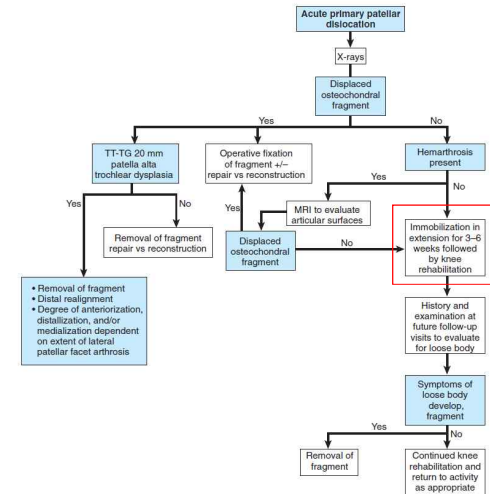 Acute primary patellar
dislocation
X-rays
Displaced
osteochondral
fragment
Yes
No
TT-TG 20 mm
patella alta
trochlear dysplasia
Operative fixation
of fragment +/–
repair vs reconstruction
Hemarthrosis
present
Yes
No
Yes
No
Yes
MRI to evaluate
articular surfaces
Removal of fragment
repair vs reconstruction
Displaced
osteochondral
fragment
No
Immobilization in
extension for 3–6
weeks followed
by knee
rehabilitation
• Removal of fragment
• Distal realignment
• Degree of anteriorization,
distallization, and/or
medialization dependent
on extent of lateral
patellar facet arthrosis
History and
examination at
future follow-up
visits to evaluate
for loose body
Symptoms of
loose body
develop,
fragment
Yes
No
Removal of
fragment
Continued knee
rehabilitation and
return to activity
as appropriate